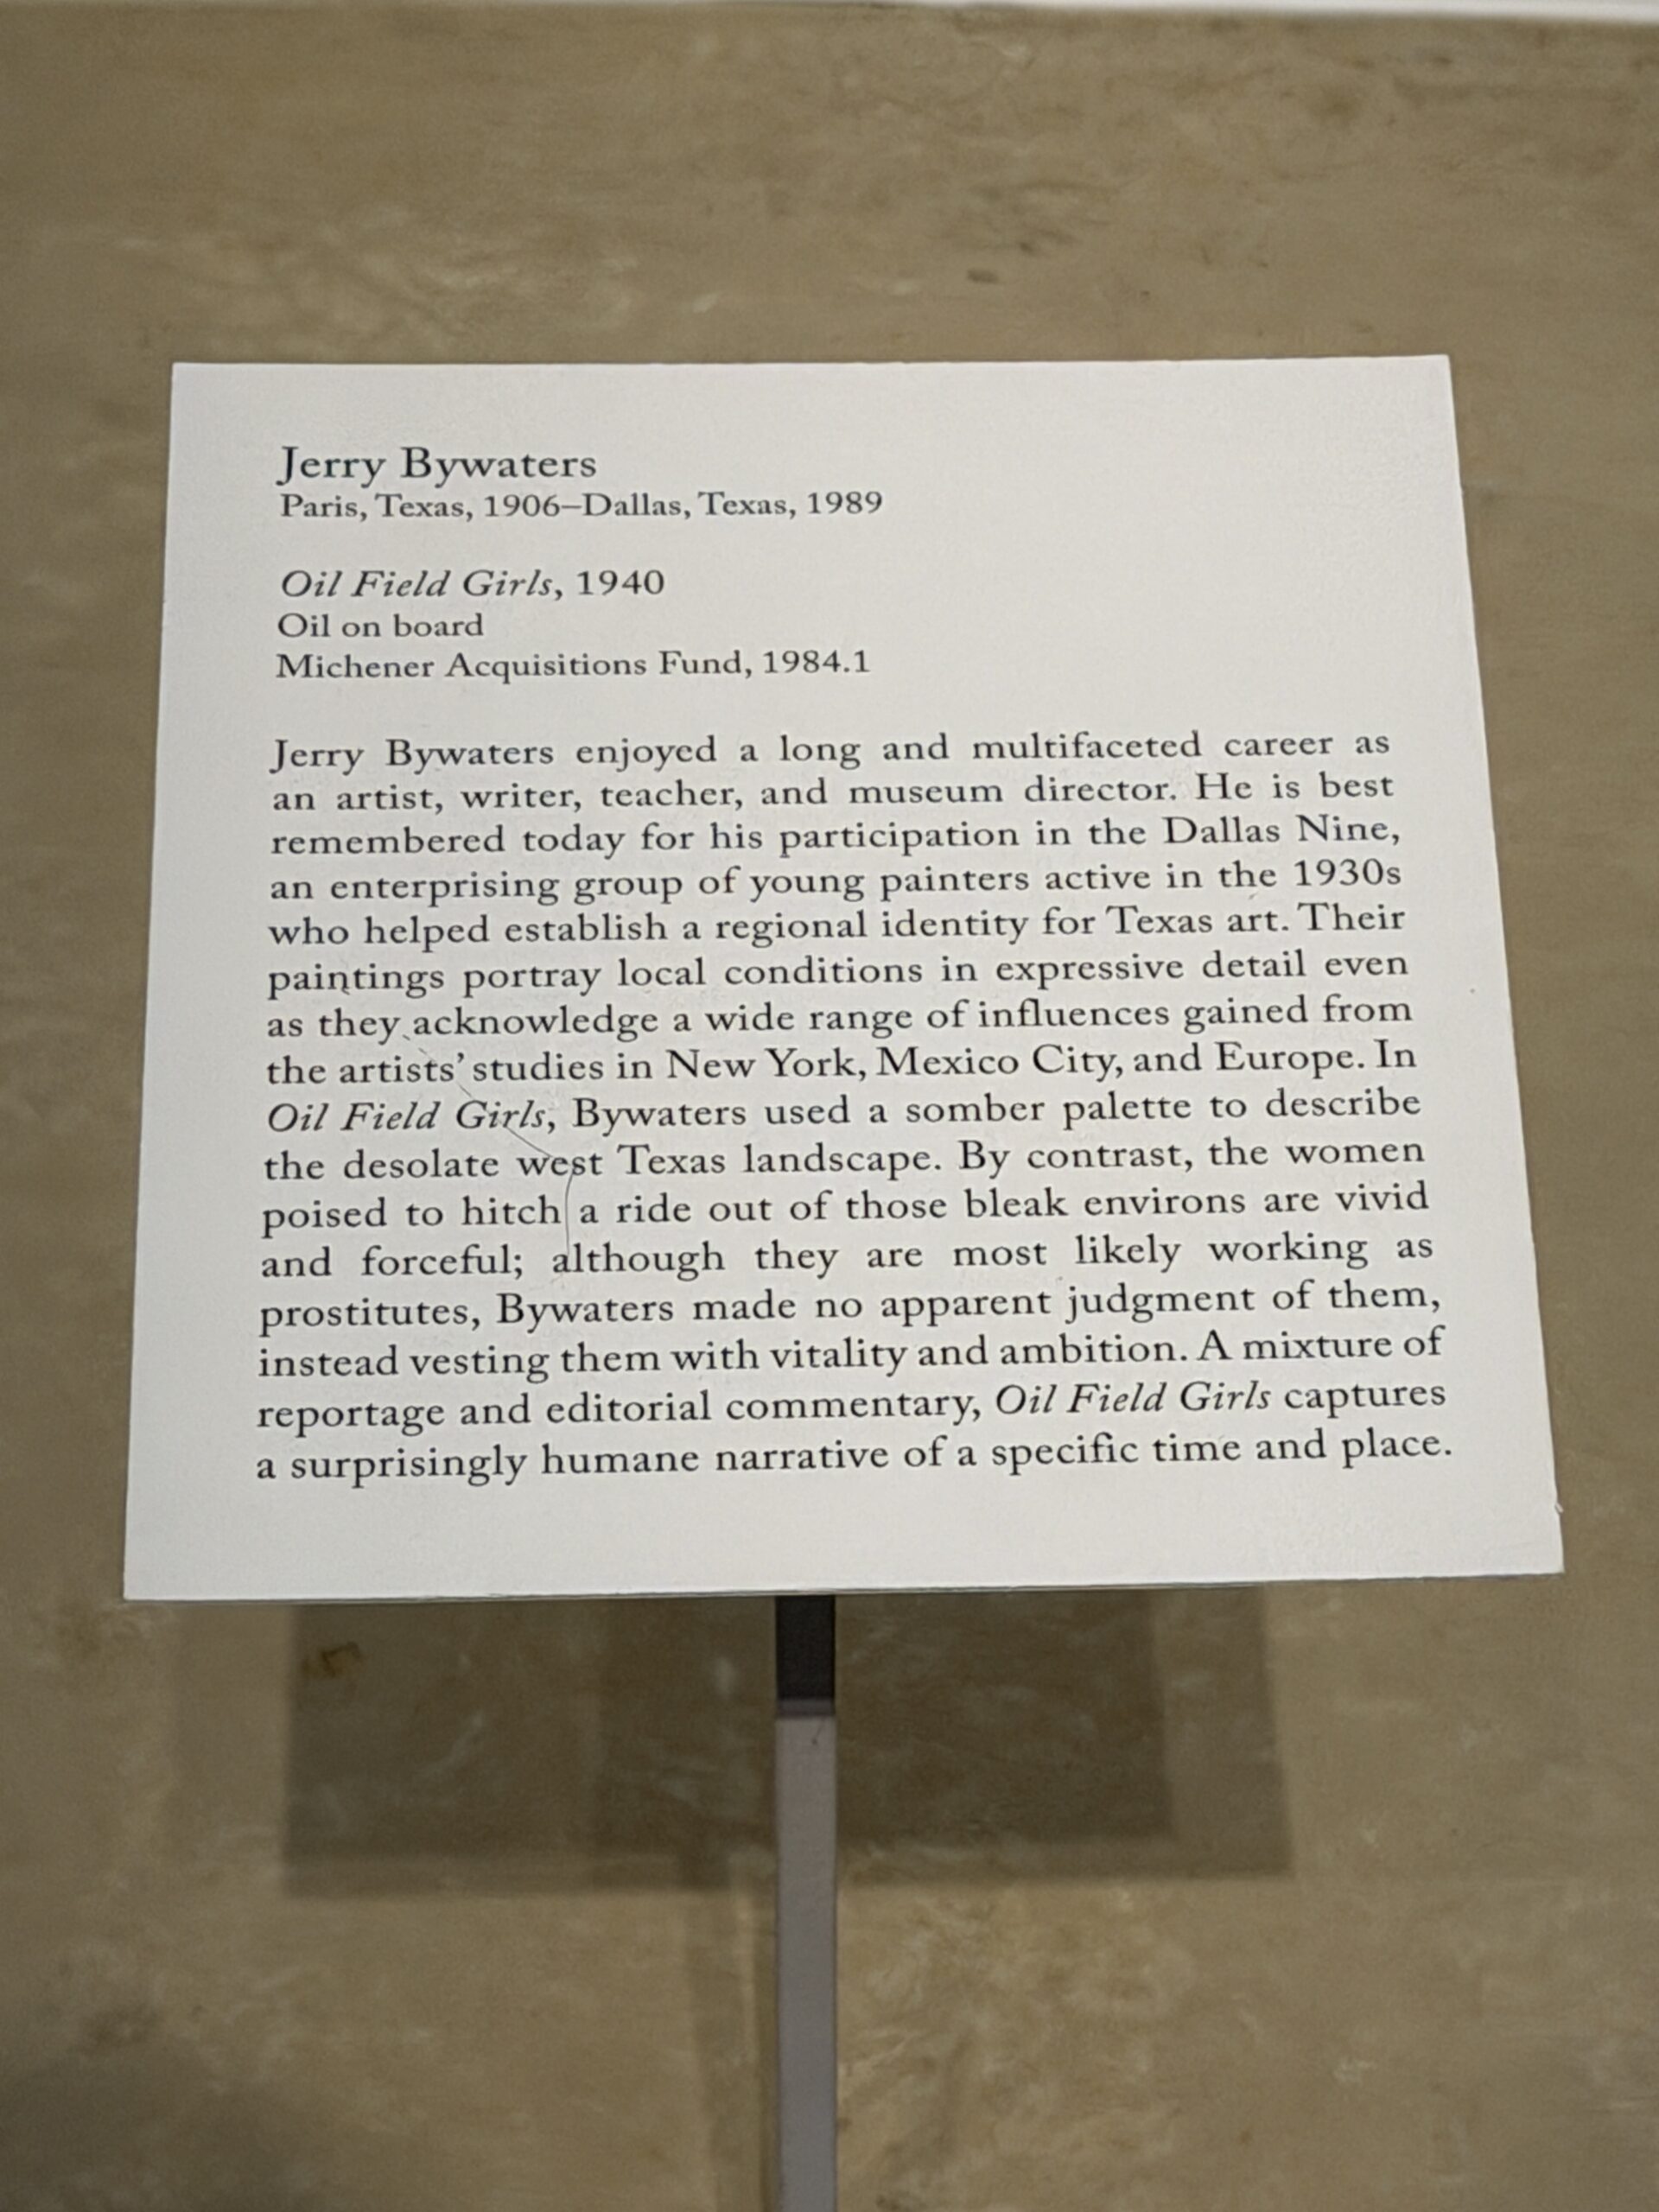 Jerry Bywaters
Paris, Texas, 1906–Dallas, Texas, 1989
Oil Field Girls, 1940
Oil on board
Michener Acquisitions Fund, 1984.1
Jerry Bywaters enjoyed a long and multifaceted career as
an artist, writer, teacher, and museum director. He is best
remembered today for his participation in the Dallas Nine,
an enterprising group of young painters active in the 1930s
who helped establish a regional identity for Texas art. Their
paintings portray local conditions in expressive detail even
as they acknowledge a wide range of influences gained from
the artists’ studies in New York, Mexico City, and Europe. In
Oil Field Girls, Bywaters used a somber palette to describe
the desolate west Texas landscape. By contrast, the women
poised to hitch a ride out of those bleak environs are vivid
and forceful; although they are most likely working as
prostitutes, Bywaters made no apparent judgment of them,
instead vesting them with vitality and ambition. A mixture of
reportage and editorial commentary, Oil Field Girls captures
a surprisingly humane narrative of a specific time and place.